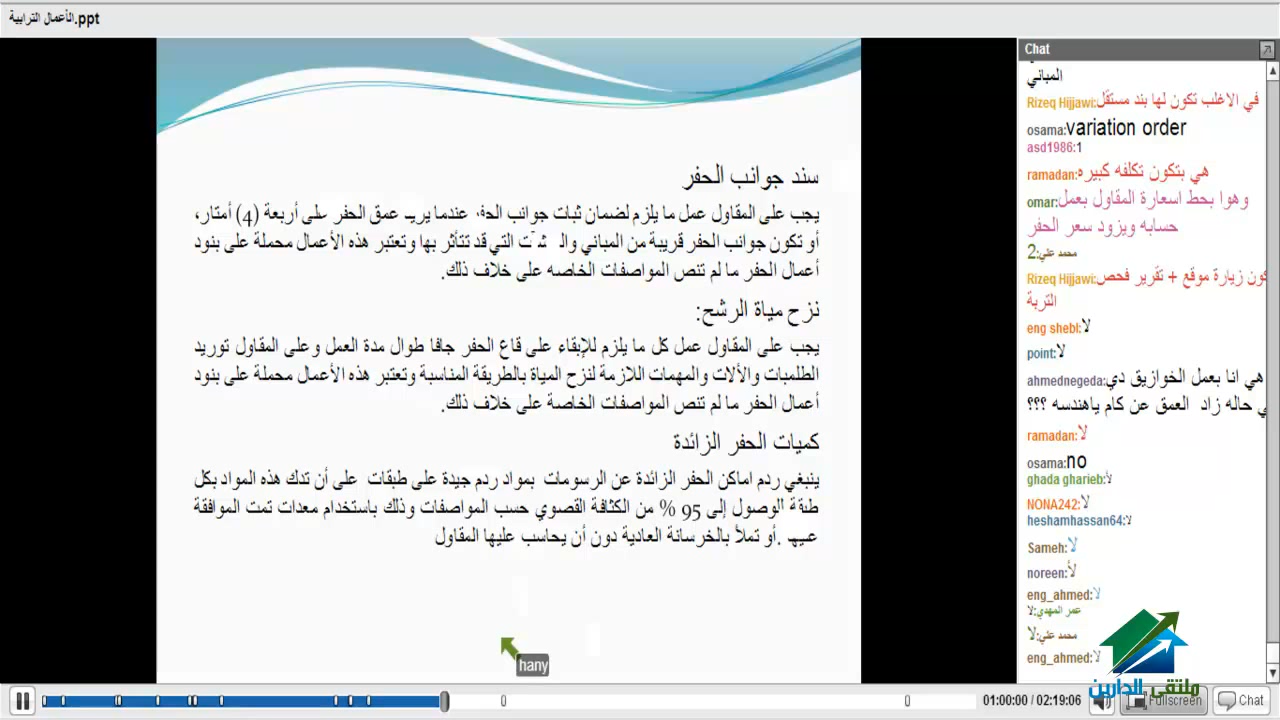 الأعمال الترابية.ppt
سند جوانب الحفر
يجب على المقاول عمل ما يلزم لضمان ثبات جوانب عندما عمق الحفر على أربعة (4) أمتار،
أو تكون جوانب الحفر قريبة من المباني التي قد تتأثر بها وتعتبر هذه الأعمال محملة على بنود
أعمال الحفر ما لم تنص المواصفات الخاصه على خلاف ذلك.
نزح مياة الرشح:
يجب على المقاول عمل كل ما يلزم للإبقاء على قاع الحفر جافا طوال مدة العمل وعلى المقاول توريد
الطلمبات والألات والمهمات اللازمة لنزح المياة بالطريقة المناسبة وتعتبر هذه الأعمال محملة على بنود
أعمال الحفر ما لم تنص المواصفات الخاصة على خلاف ذلك.
كميات الحفر الزائدة
ينبغي ردم اماكن الحفر الزائدة عن الرسومات بمواد ردم جيدة على طبقات على أن تدك هذه المواد بكل
طبقة للوصول إلى 95 % من الكثافة القصوي حسب المواصفات وذلك باستخدام معدات تمت الموافقة
عليها .أو تملأ بالخرسانة العادية دون أن يحاسب عليها المقاول
hany
Chat
المباني
Rizeq Hijjawi:في الاغلب تكون لها بند مستقل
osama:variation order
asd1986:1
ramadan:هي بتكون تكلفه كبيره
omar:وهوا بحط اسعارة المقاول بعمل
حسابه ويزود سعر الحفر
محمد علي:2
Rizeq Hijjawi:كون زيارة موقع + تقرير فحص
التربة
eng shebl:لا
point:لا
ahmednegeda:هي انا بعمل الخوازيق دي
في حاله زاد العمق عن كام ياهندسه ؟؟؟
ramadan:لا
osama:no
ghada gharieb:لأ
NONA242:لا
heshamhassan64:لا
Sameh:لا
noreen:لأ
eng_ahmed:لا
عمر المهدي:لا
محمد علي:لا
eng_ahmed:لا
ملتقى الدارين
01:00:00 / 02:19:06
Fullscreen
Chat